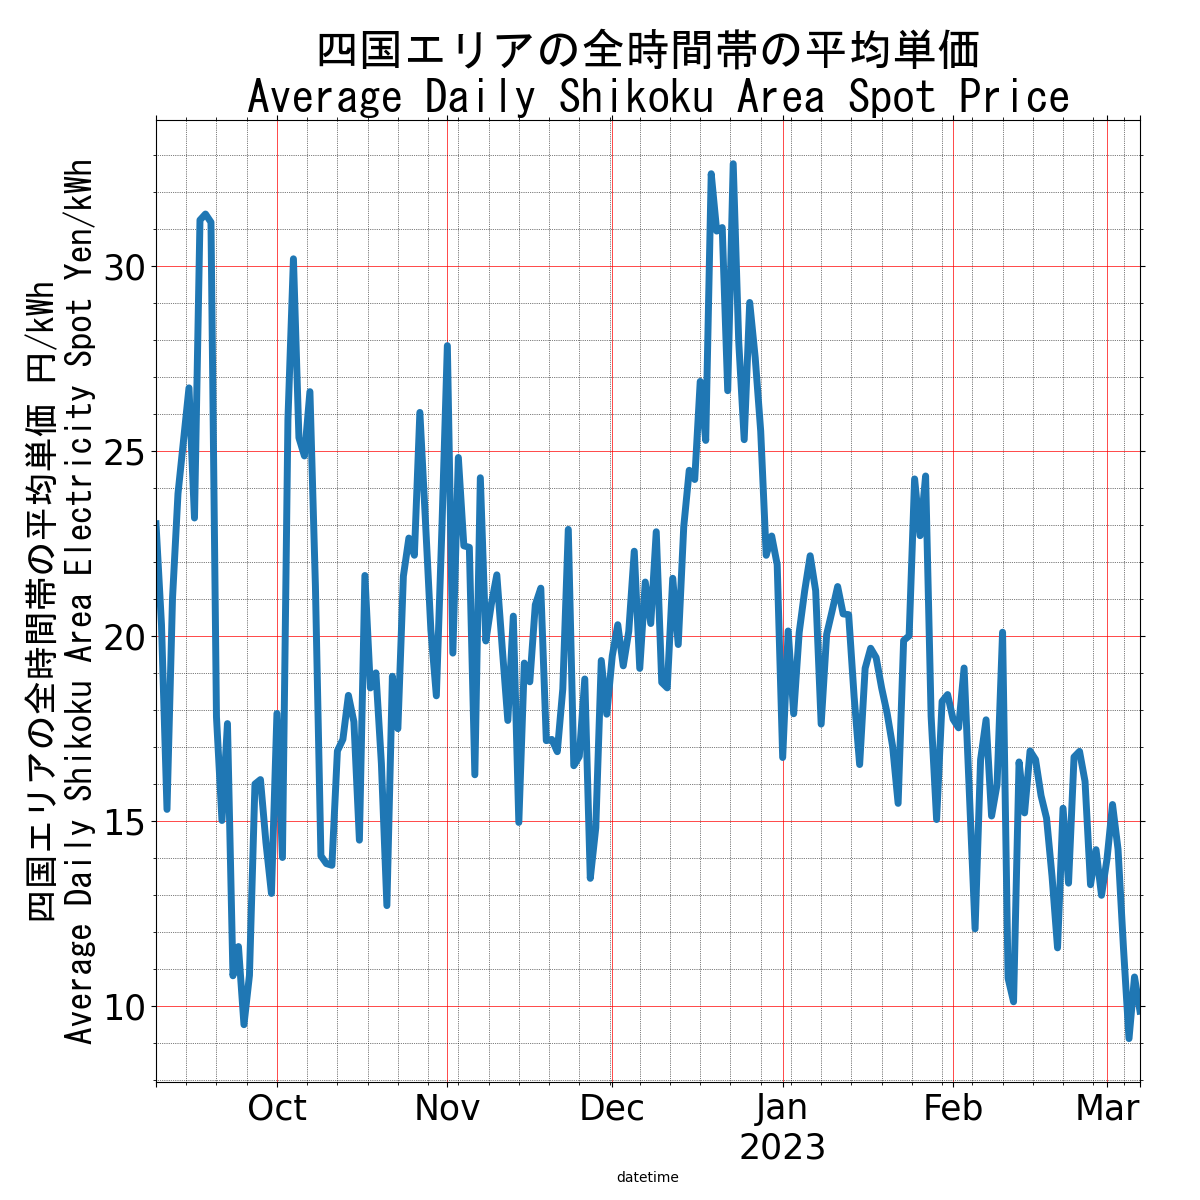 四国エリアの全時間帯の平均単価
Average Daily Shikoku Area Spot Price
四国エリアの全時間帯の平均単価 円/kWh
Average Daily Shikoku Area Electricity Spot Yen/kWh
30
25
20
15
10
Oct
Nov
Dec
Jan
2023
Feb
Mar
datetime